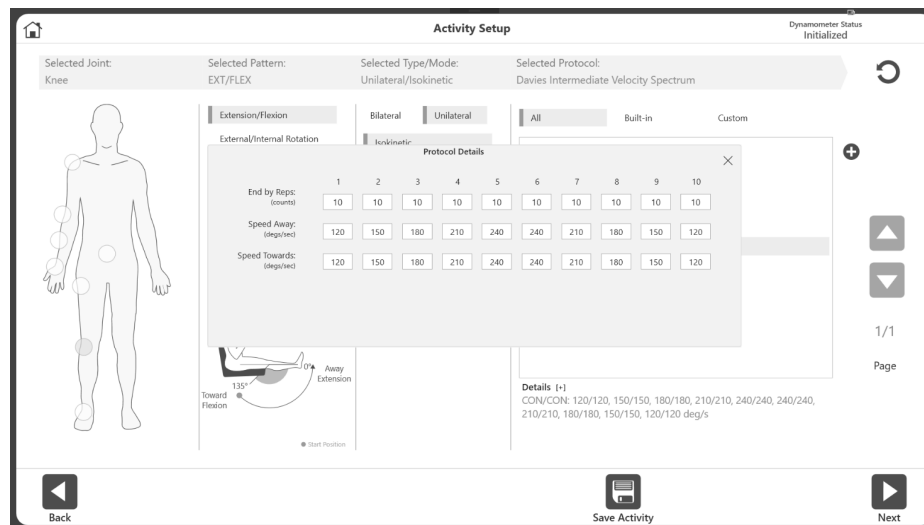 Activity Setup
Dynamometer Status
Initialized
Selected Joint:
Knee
Selected Pattern:
EXT/FLEX
Selected Type/Mode:
Unilateral/Isokinetic
Selected Protocol:
Davies Intermediate Velocity Spectrum
Extension/Flexion
External/Internal Rotation
Bilateral Unilateral
Isokinetic
All Built-in Custom
Protocol Details
1 2 3 4 5 6 7 8 9 10
End by Reps: 10 10 10 10 10 10 10 10 10 10
(counts)
Speed Away: 120 150 180 210 240 240 210 180 150 120
(degs/sec)
Speed Towards: 120 150 180 210 240 240 210 180 150 120
(degs/sec)
0°
Away
Extension
135°
Toward
Flexion
Start Position
Details [+]
CON/CON: 120/120, 150/150, 180/180, 210/210, 240/240, 240/240,
210/210, 180/180, 150/150, 120/120 deg/s
1/1
Page
Back
Save Activity
Next